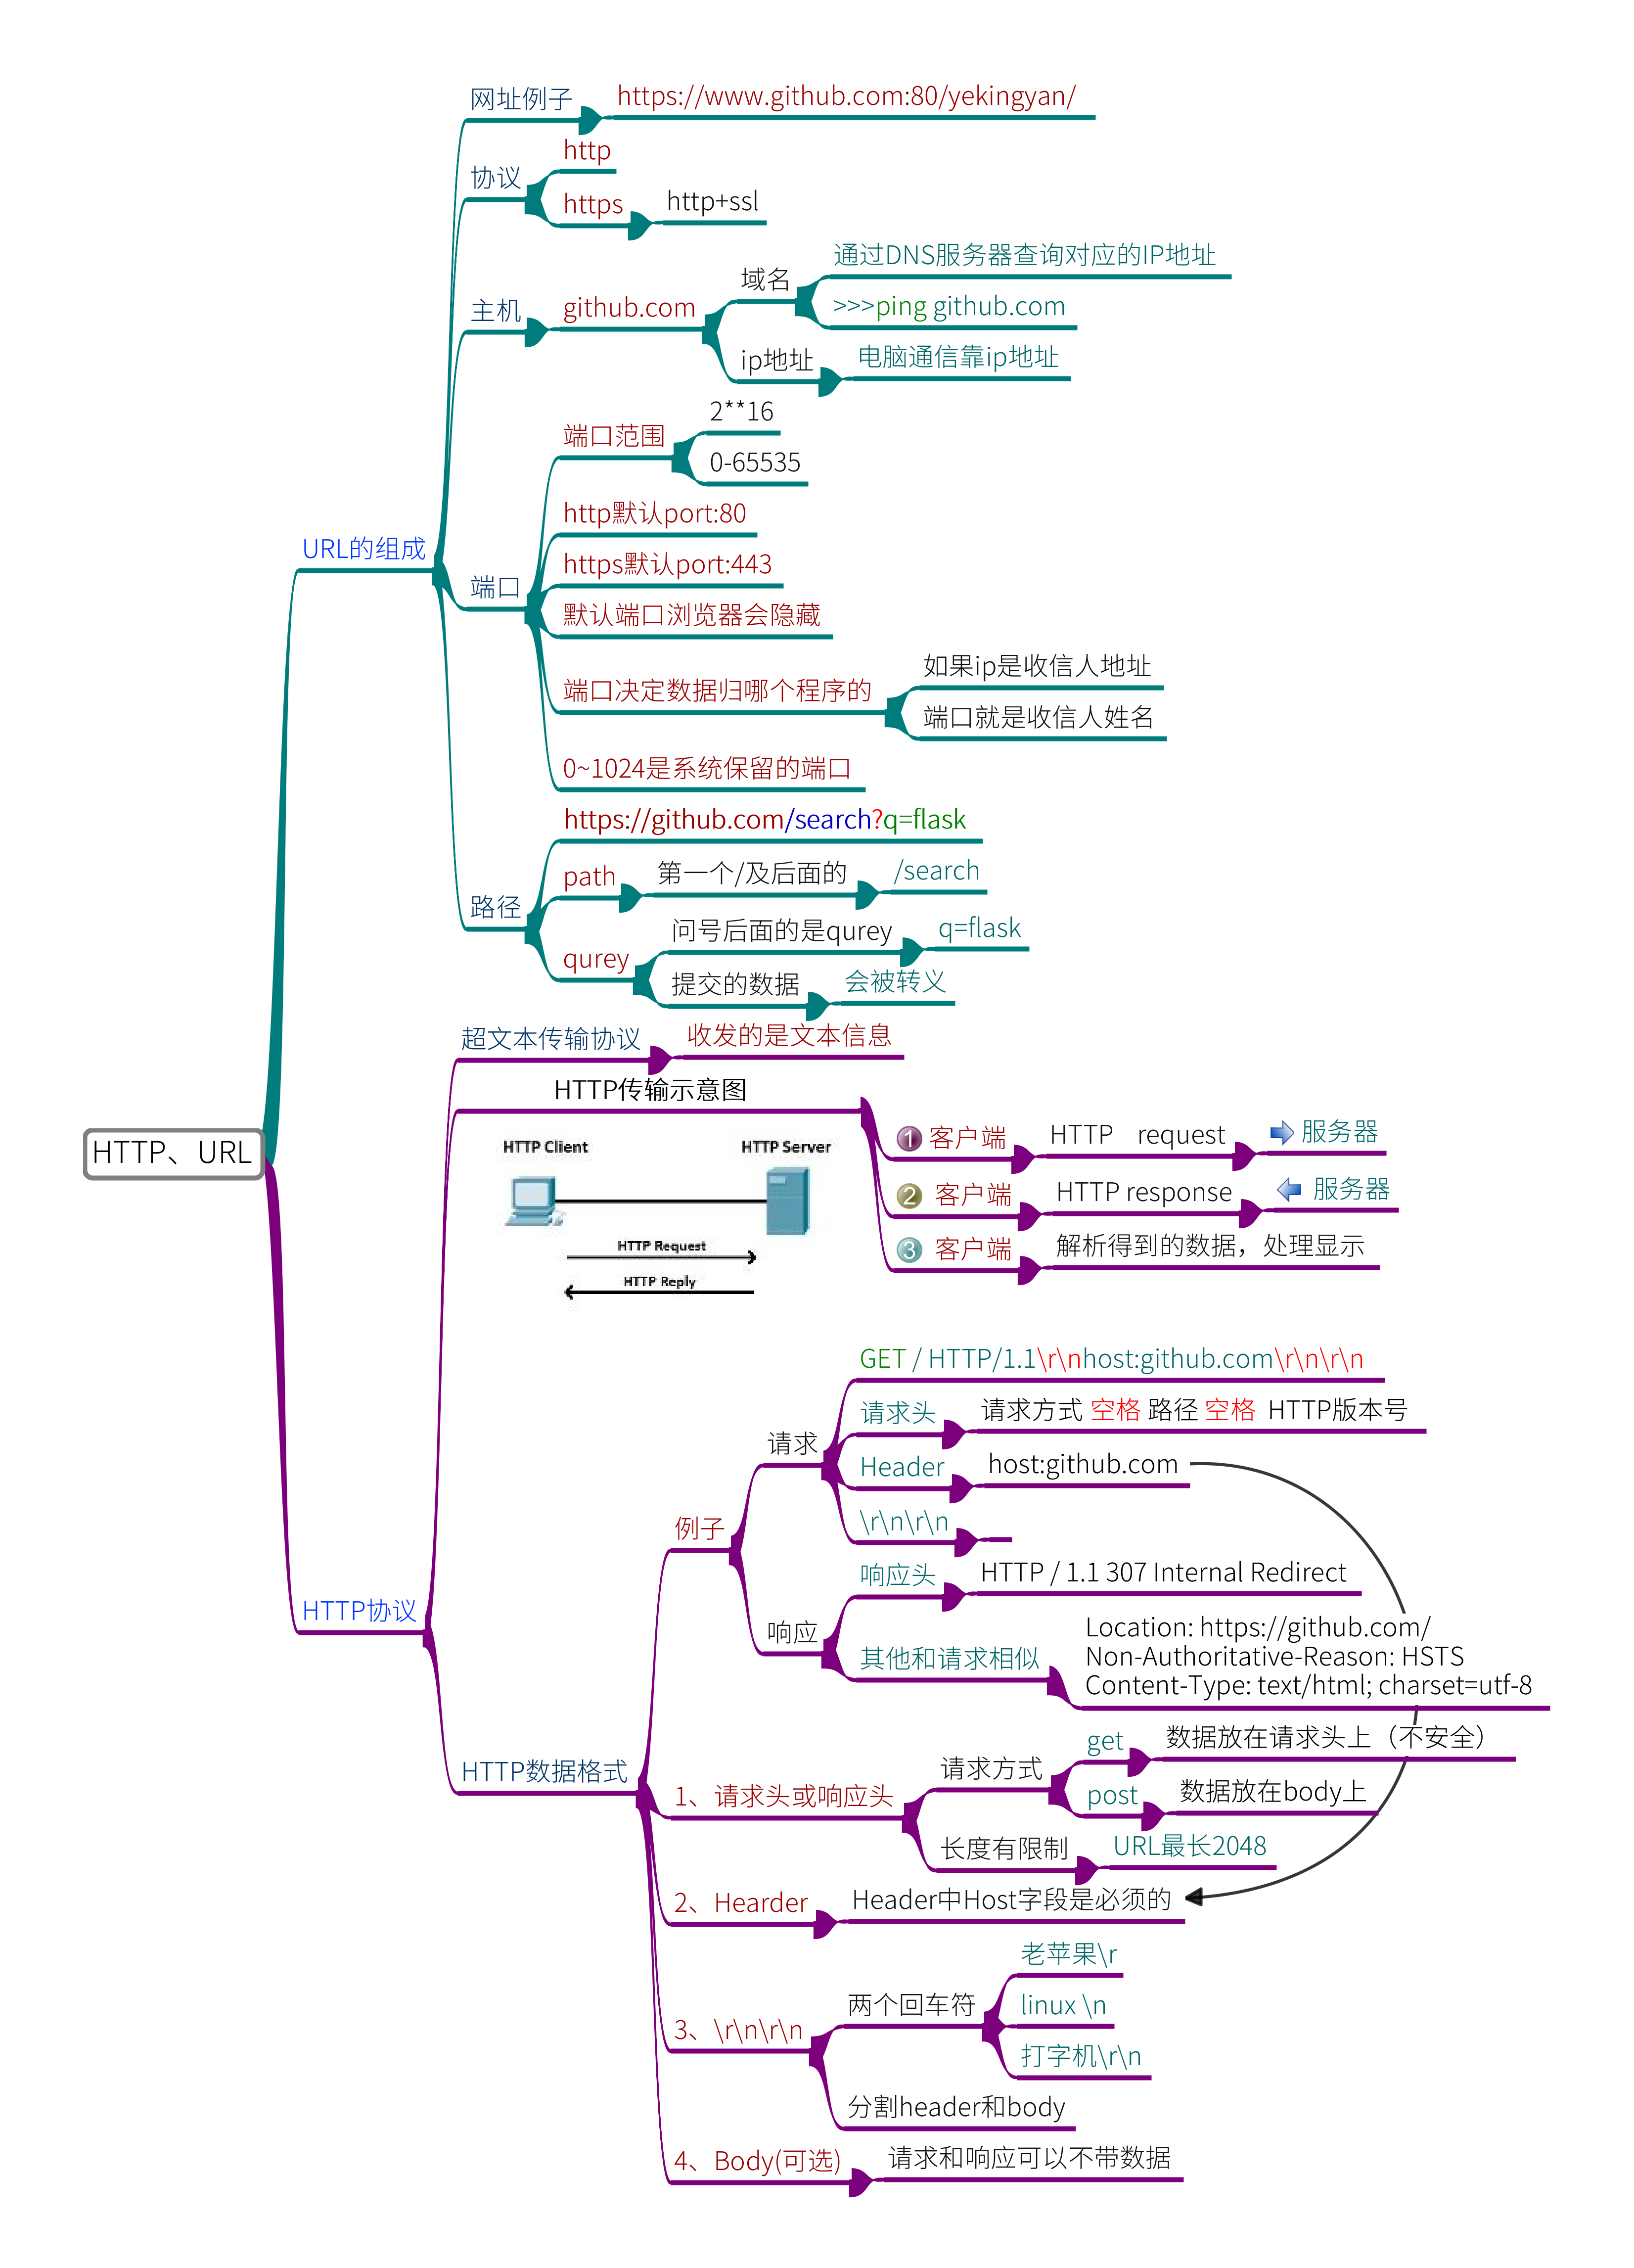 HTTP、URL
URL的组成
网址例子
https://www.github.com:80/yekingyan/
协议
http
https
http+ssl
主机
github.com
域名
通过DNS服务器查询对应的IP地址
>>>ping github.com
ip地址
电脑通信靠ip地址
端口
端口范围
2**16
0-65535
http默认port:80
https默认port:443
默认端口浏览器会隐藏
端口决定数据归哪个程序的
如果ip是收信人地址
端口就是收信人姓名
0~1024是系统保留的端口
路径
https://github.com/search?q=flask
path
第一个/及后面的
/search
qurey
问号后面的是qurey
q=flask
提交的数据
会被转义
HTTP协议
超文本传输协议
收发的是文本信息
HTTP传输示意图
HTTP Client
HTTP Server
HTTP Request
HTTP Reply
1 客户端
HTTP request
服务器
2 客户端
HTTP response
服务器
3 客户端
解析得到的数据，处理显示
HTTP数据格式
例子
请求
GET / HTTP/1.1\r\nhost:github.com\r\n\r\n
请求头
请求方式 空格 路径 空格 HTTP版本号
Header
host:github.com
\r\n\r\n
响应
响应头
HTTP / 1.1 307 Internal Redirect
其他和请求相似
Location: https://github.com/
Non-Authoritative-Reason: HSTS
Content-Type: text/html; charset=utf-8
1、请求头或响应头
请求方式
get
数据放在请求头上（不安全）
post
数据放在body上
长度有限制
URL最长2048
2、Hearder
Header中Host字段是必须的
3、\r\n\r\n
两个回车符
老苹果\r
linux \n
打字机\r\n
分割header和body
4、Body(可选)
请求和响应可以不带数据